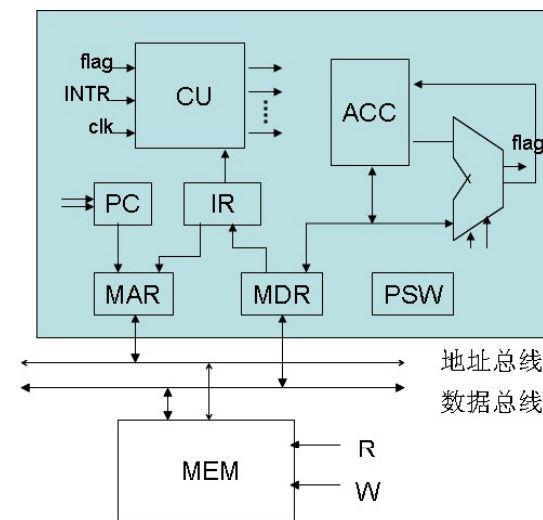 flag
INTR
clk
CU
ACC
flag
PC
IR
MAR
MDR
PSW
地址总线
数据总线
MEM
R
W